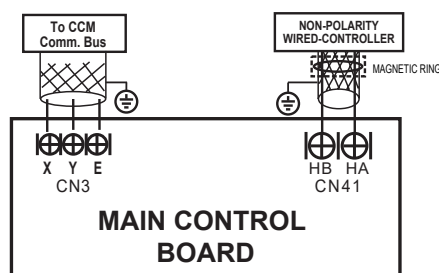 To CCM
Comm. Bus
NON-POLARITY
WIRED-CONTROLLER
MAGNETIC RING
X Y E
CN3
HB HA
CN41
MAIN CONTROL
BOARD